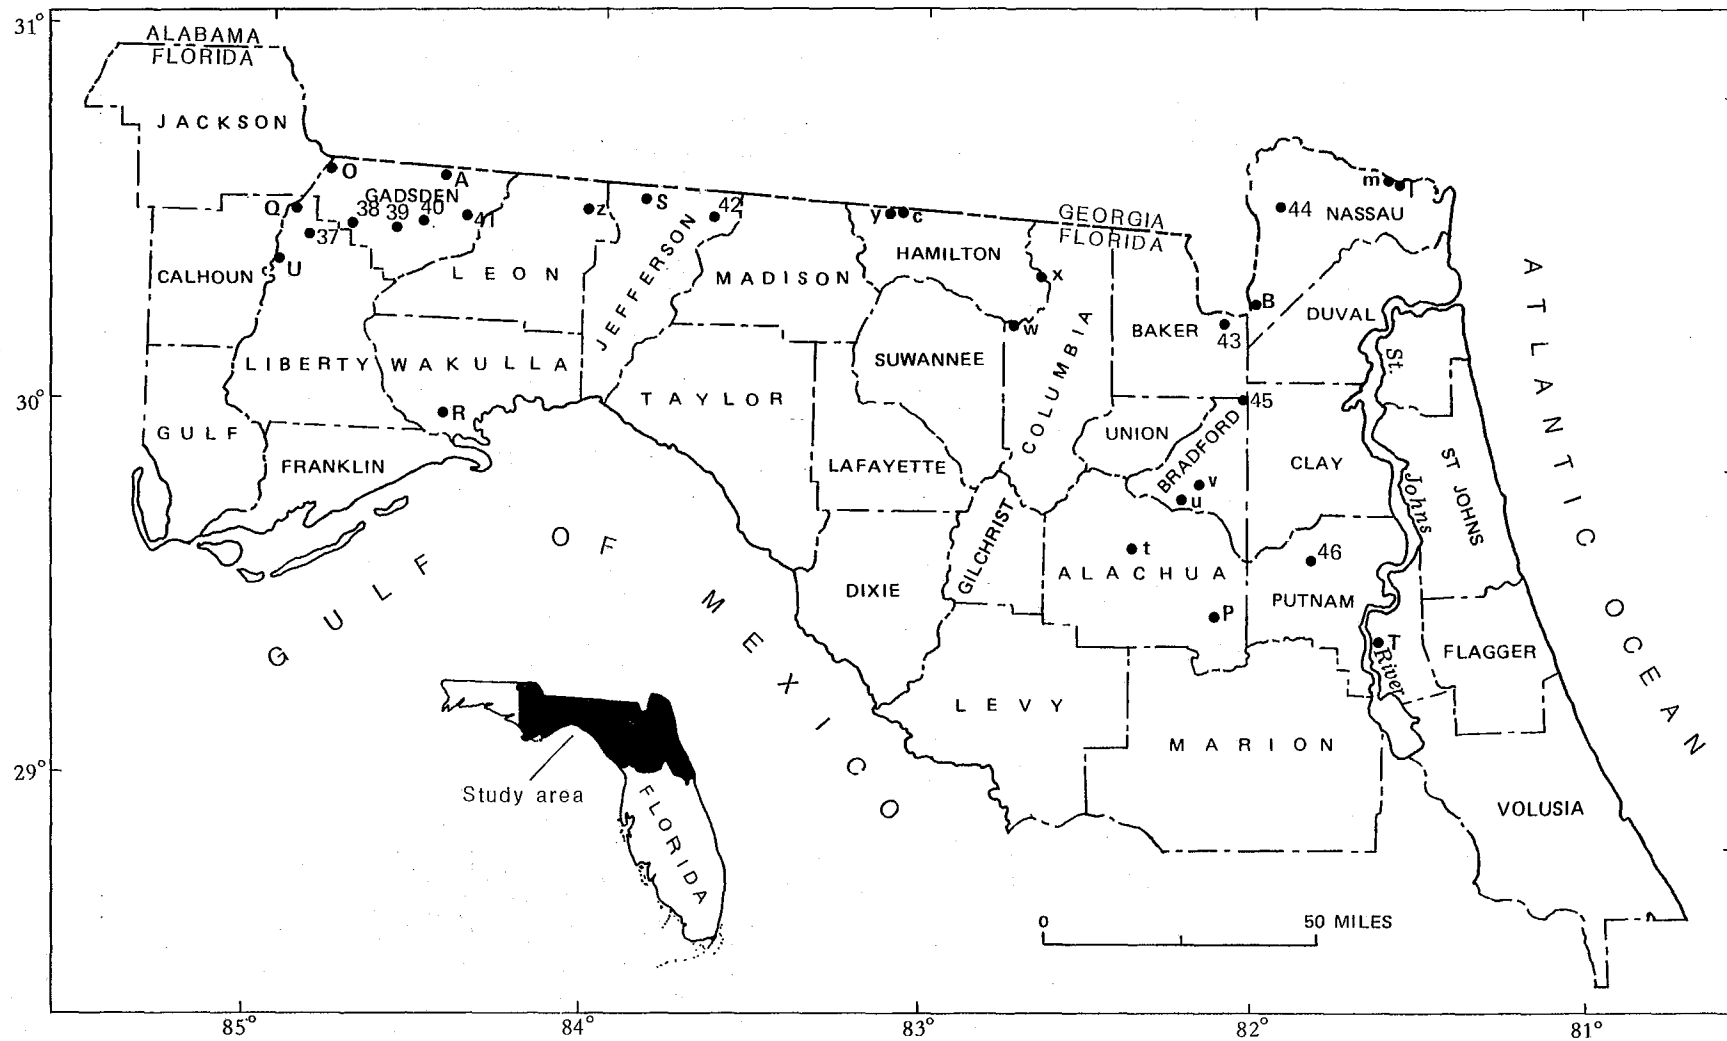 31°
ALABAMA
FLORIDA
JACKSON
O
A
GADSDEN
Q
38
39
40
41
37
U
z
S
42
y
c
GEORGIA
FLORIDA
m
l
44
NASSAU
CALHOUN
LEON
JEFFERSON
MADISON
HAMILTON
x
w
B
BAKER
43
DUVAL
LIBERTY
WAKULLA
SUWANNEE
COLUMBIA
St.
Johns
River
30°
R
TAYLOR
45
GULF
FRANKLIN
LAFAYETTE
UNION
BRADFORD
v
u
CLAY
ST JOHNS
ATLANTIC OCEAN
GULF OF MEXICO
DIXIE
GILCHRIST
t
ALACHUA
P
46
PUTNAM
T
FLAGGER
LEVY
MARION
VOLUSIA
29°
Study area
FLORIDA
0 50 MILES
85° 84° 83° 82° 81°